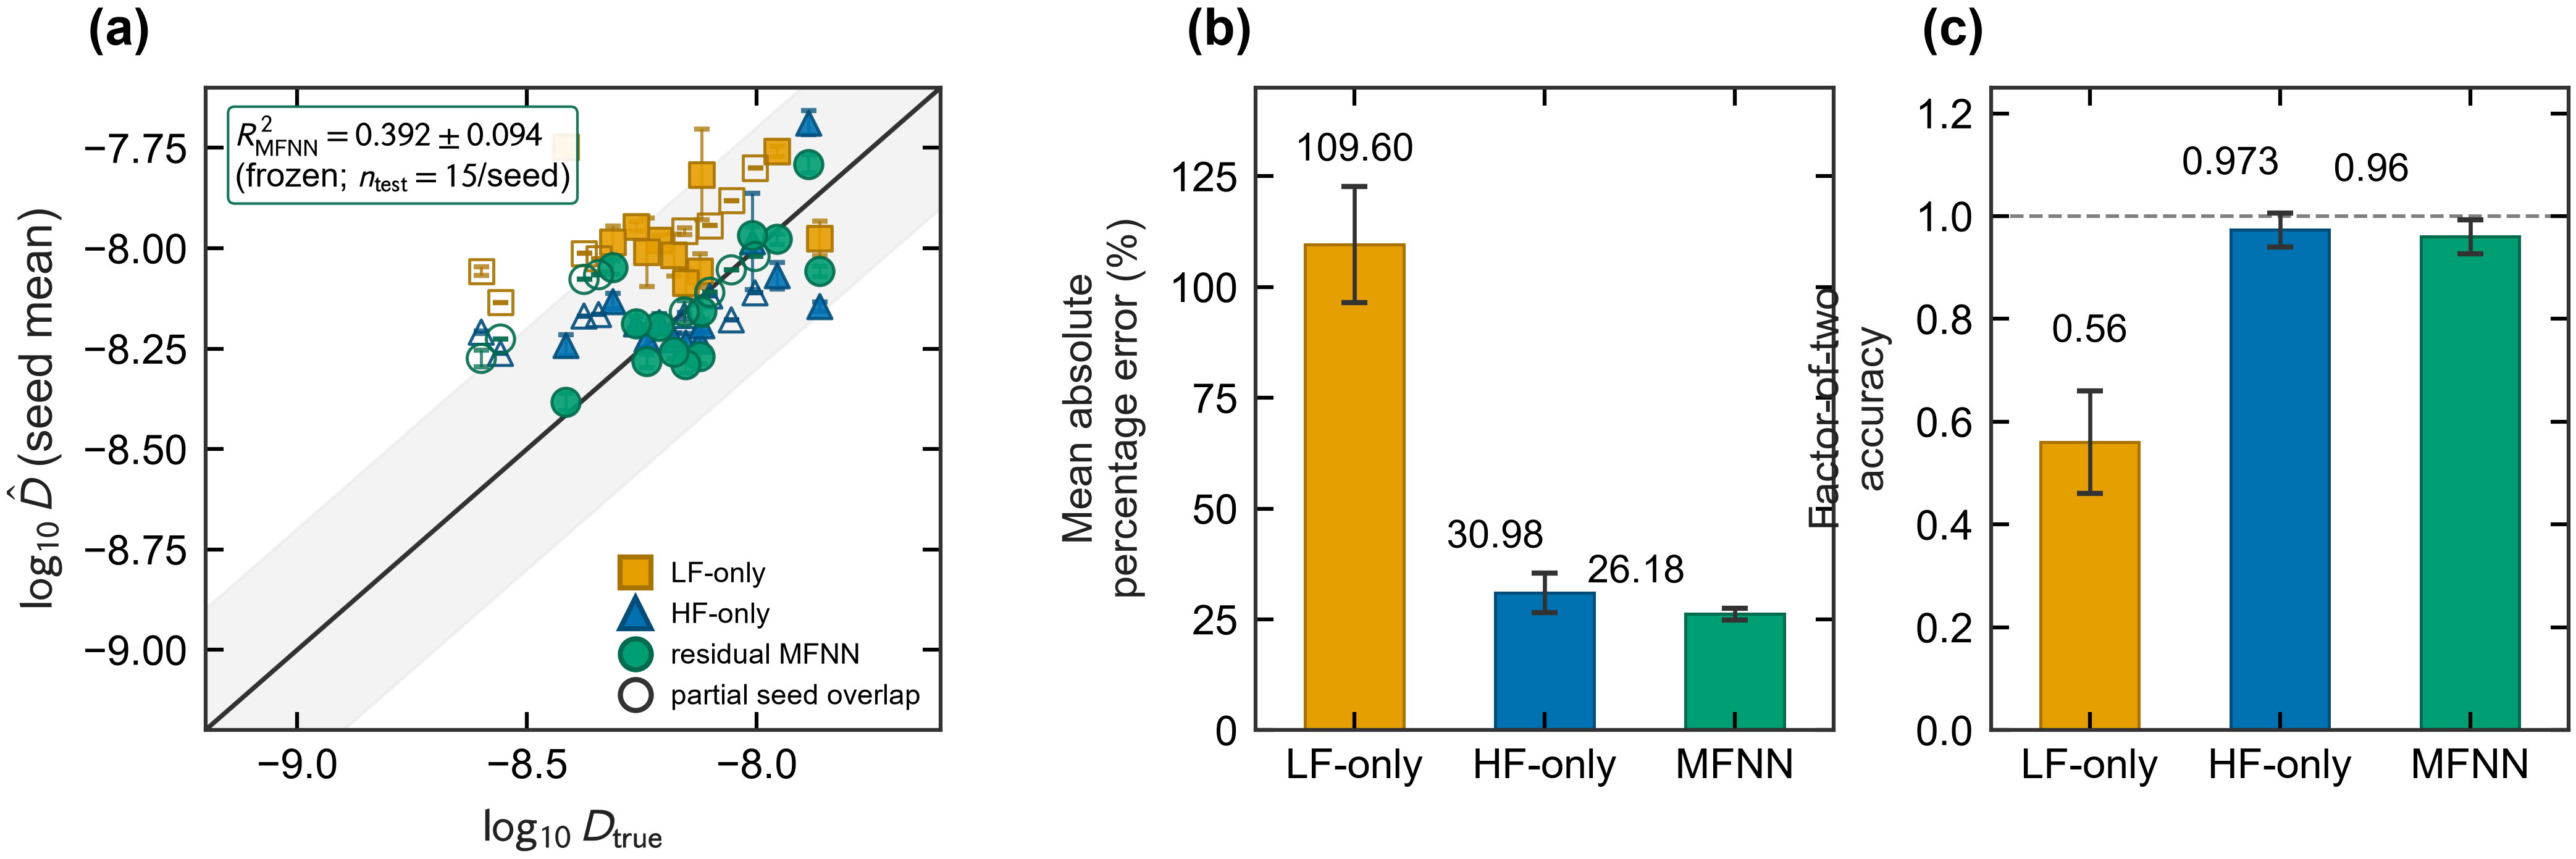 (a)
R²MFNN = 0.392 ± 0.094
(frozen; ntest = 15/seed)
−7.75
−8.00
−8.25
−8.50
−8.75
−9.00
log10 D̂ (seed mean)
LF-only
HF-only
residual MFNN
partial seed overlap
−9.0 −8.5 −8.0
log10 Dtrue
(b)
Mean absolute
percentage error (%)
125
100
75
50
25
0
109.60
30.98
26.18
LF-only HF-only MFNN
(c)
Factor-of-two
accuracy
1.2
1.0
0.8
0.6
0.4
0.2
0.0
0.56
0.973
0.96
LF-only HF-only MFNN